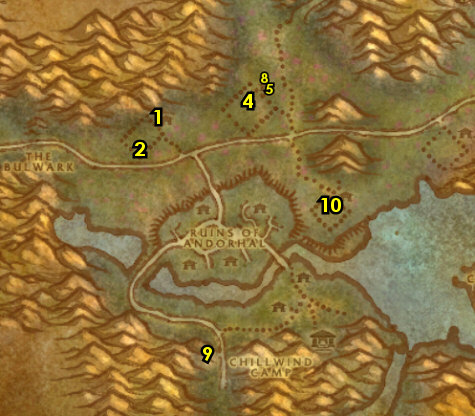 8
5
4
1
2
THE
BULWARK
10
RUINS OF
ANDORHAL
9
CHILLWIND
CAMP